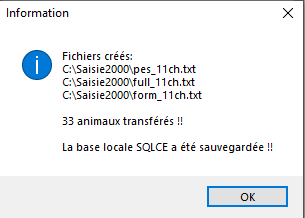 Information
Fichiers créés:
C:\Saisie2000\pes_11ch.txt
C:\Saisie2000\full_11ch.txt
C:\Saisie2000\form_11ch.txt
33 animaux transférés !!
La base locale SQLCE a été sauvegardée !!
OK